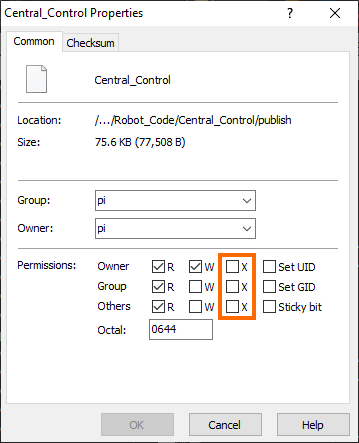 Central_Control Properties ? ×
Common Checksum
Central_Control
Location: /.../Robot_Code/Central_Control/publish
Size: 75.6 KB (77,508 B)
Group: pi
Owner: pi
Permissions: Owner R W X Set UID
Group R W X Set GID
Others R W X Sticky bit
Octal: 0644
OK Cancel Help